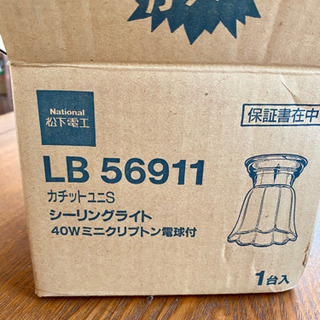 National
松下電工
保証書在中
LB 56911
カチットユニS
シーリングライト
40Wミニクリプトン電球付
1台入